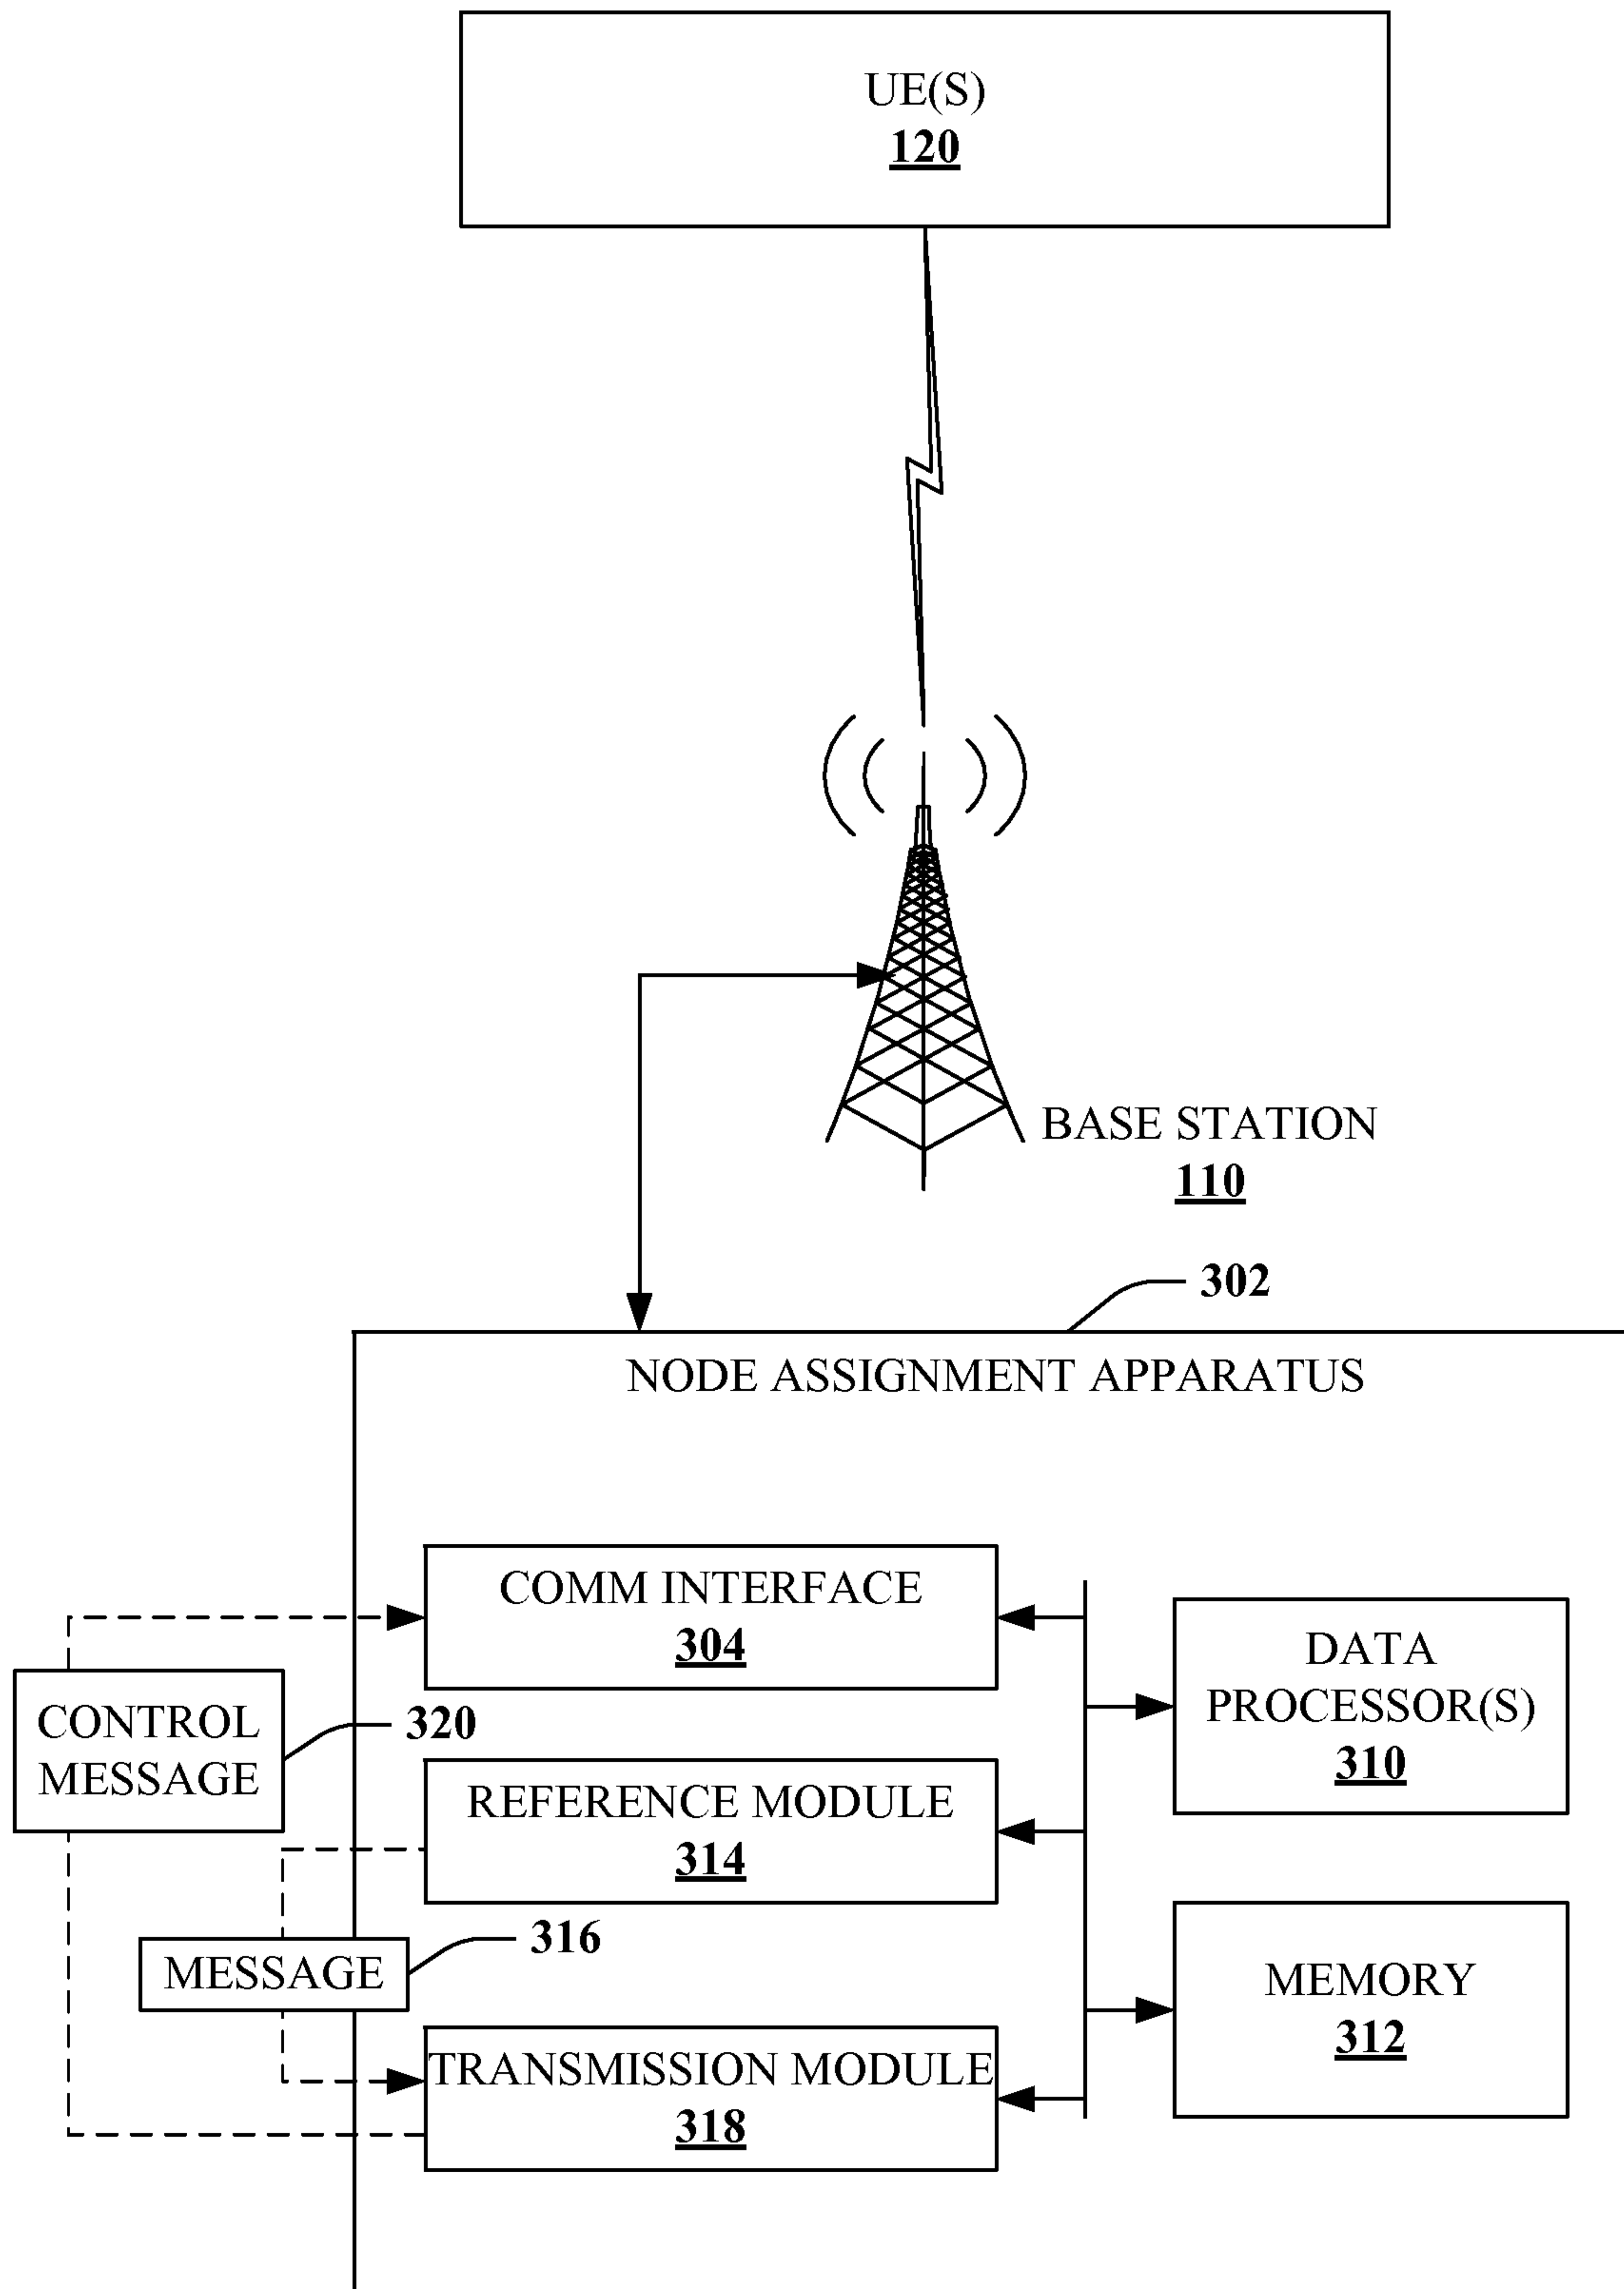 UE(S)
120
BASE STATION
110
302
NODE ASSIGNMENT APPARATUS
COMM INTERFACE
304
DATA
PROCESSOR(S)
310
CONTROL
MESSAGE
320
REFERENCE MODULE
314
316
MESSAGE
MEMORY
312
TRANSMISSION MODULE
318